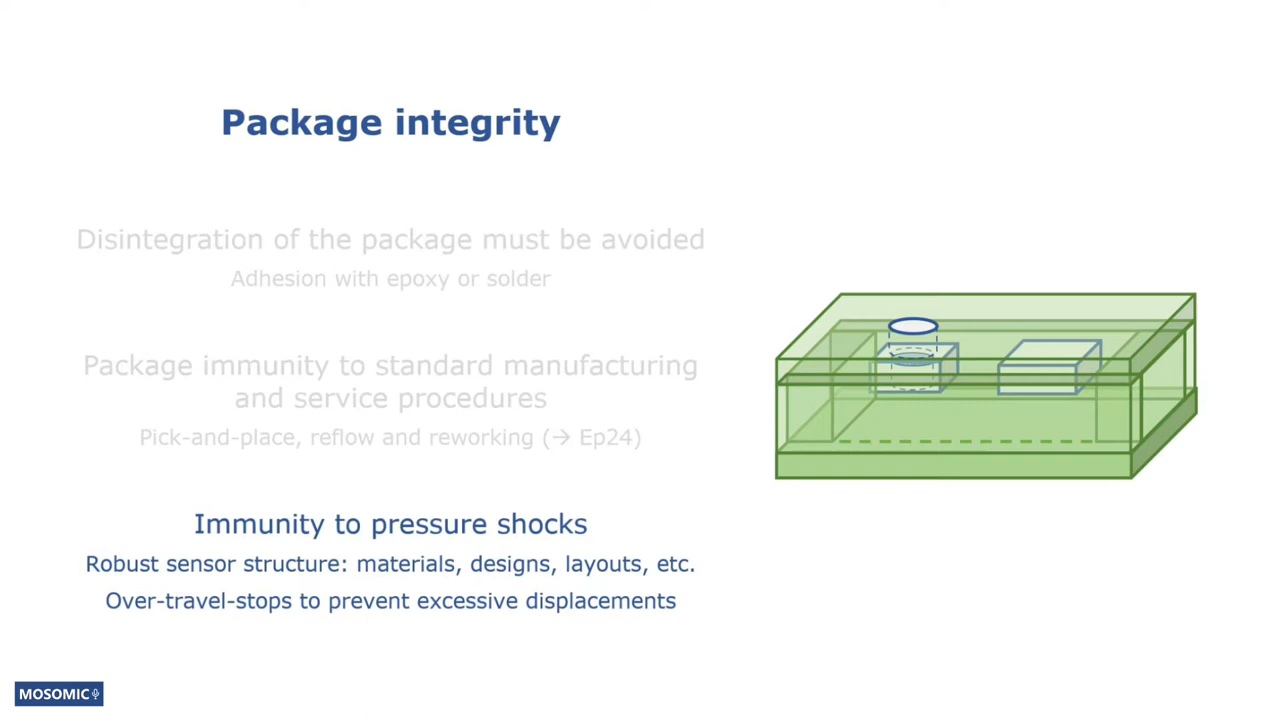 Package integrity
Disintegration of the package must be avoided
Adhesion with epoxy or solder
Package immunity to standard manufacturing
and service procedures
Pick-and-place, reflow and reworking (→ Ep24)
Immunity to pressure shocks
Robust sensor structure: materials, designs, layouts, etc.
Over-travel-stops to prevent excessive displacements
MOSOMIC